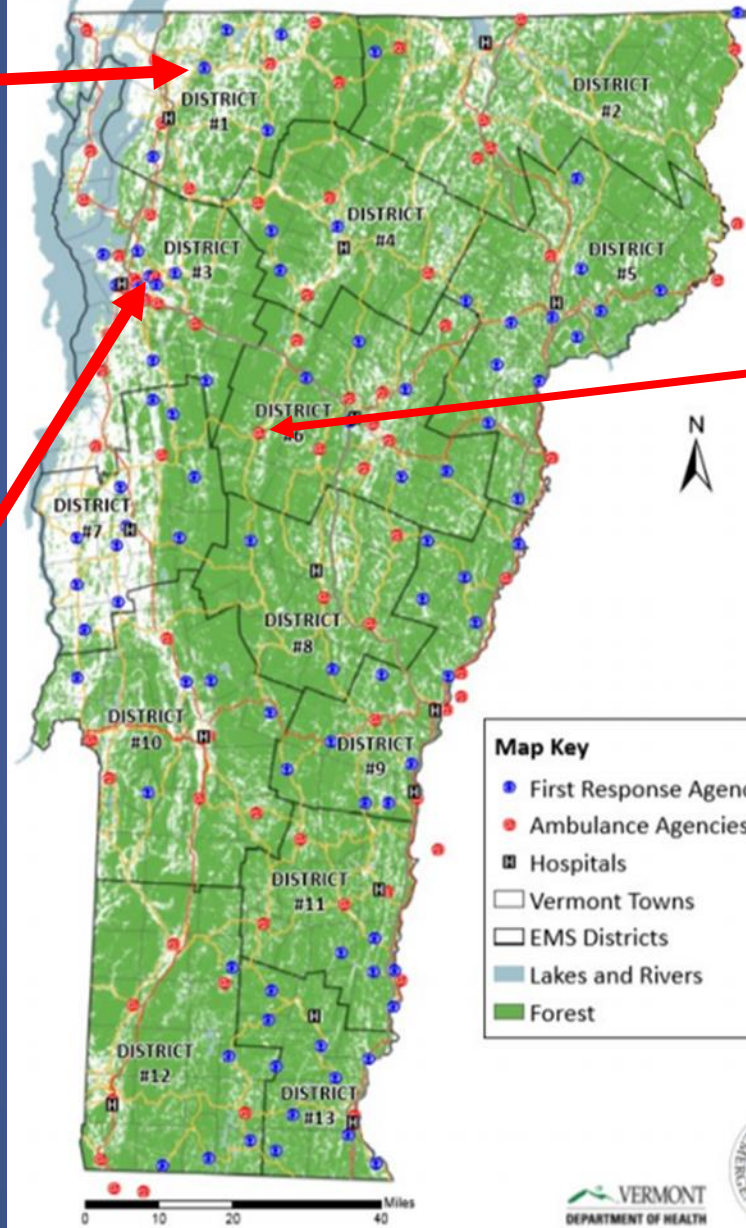 DISTRICT
#1
DISTRICT
#2
DISTRICT
#3
DISTRICT
#4
DISTRICT
#5
DISTRICT
#6
DISTRICT
#7
DISTRICT
#8
DISTRICT
#9
DISTRICT
#10
DISTRICT
#11
DISTRICT
#12
DISTRICT
#13
N
Map Key
First Response Agenc
Ambulance Agencies
H Hospitals
Vermont Towns
EMS Districts
Lakes and Rivers
Forest
Miles
0 10 20 40
VERMONT
DEPARTMENT OF HEALTH